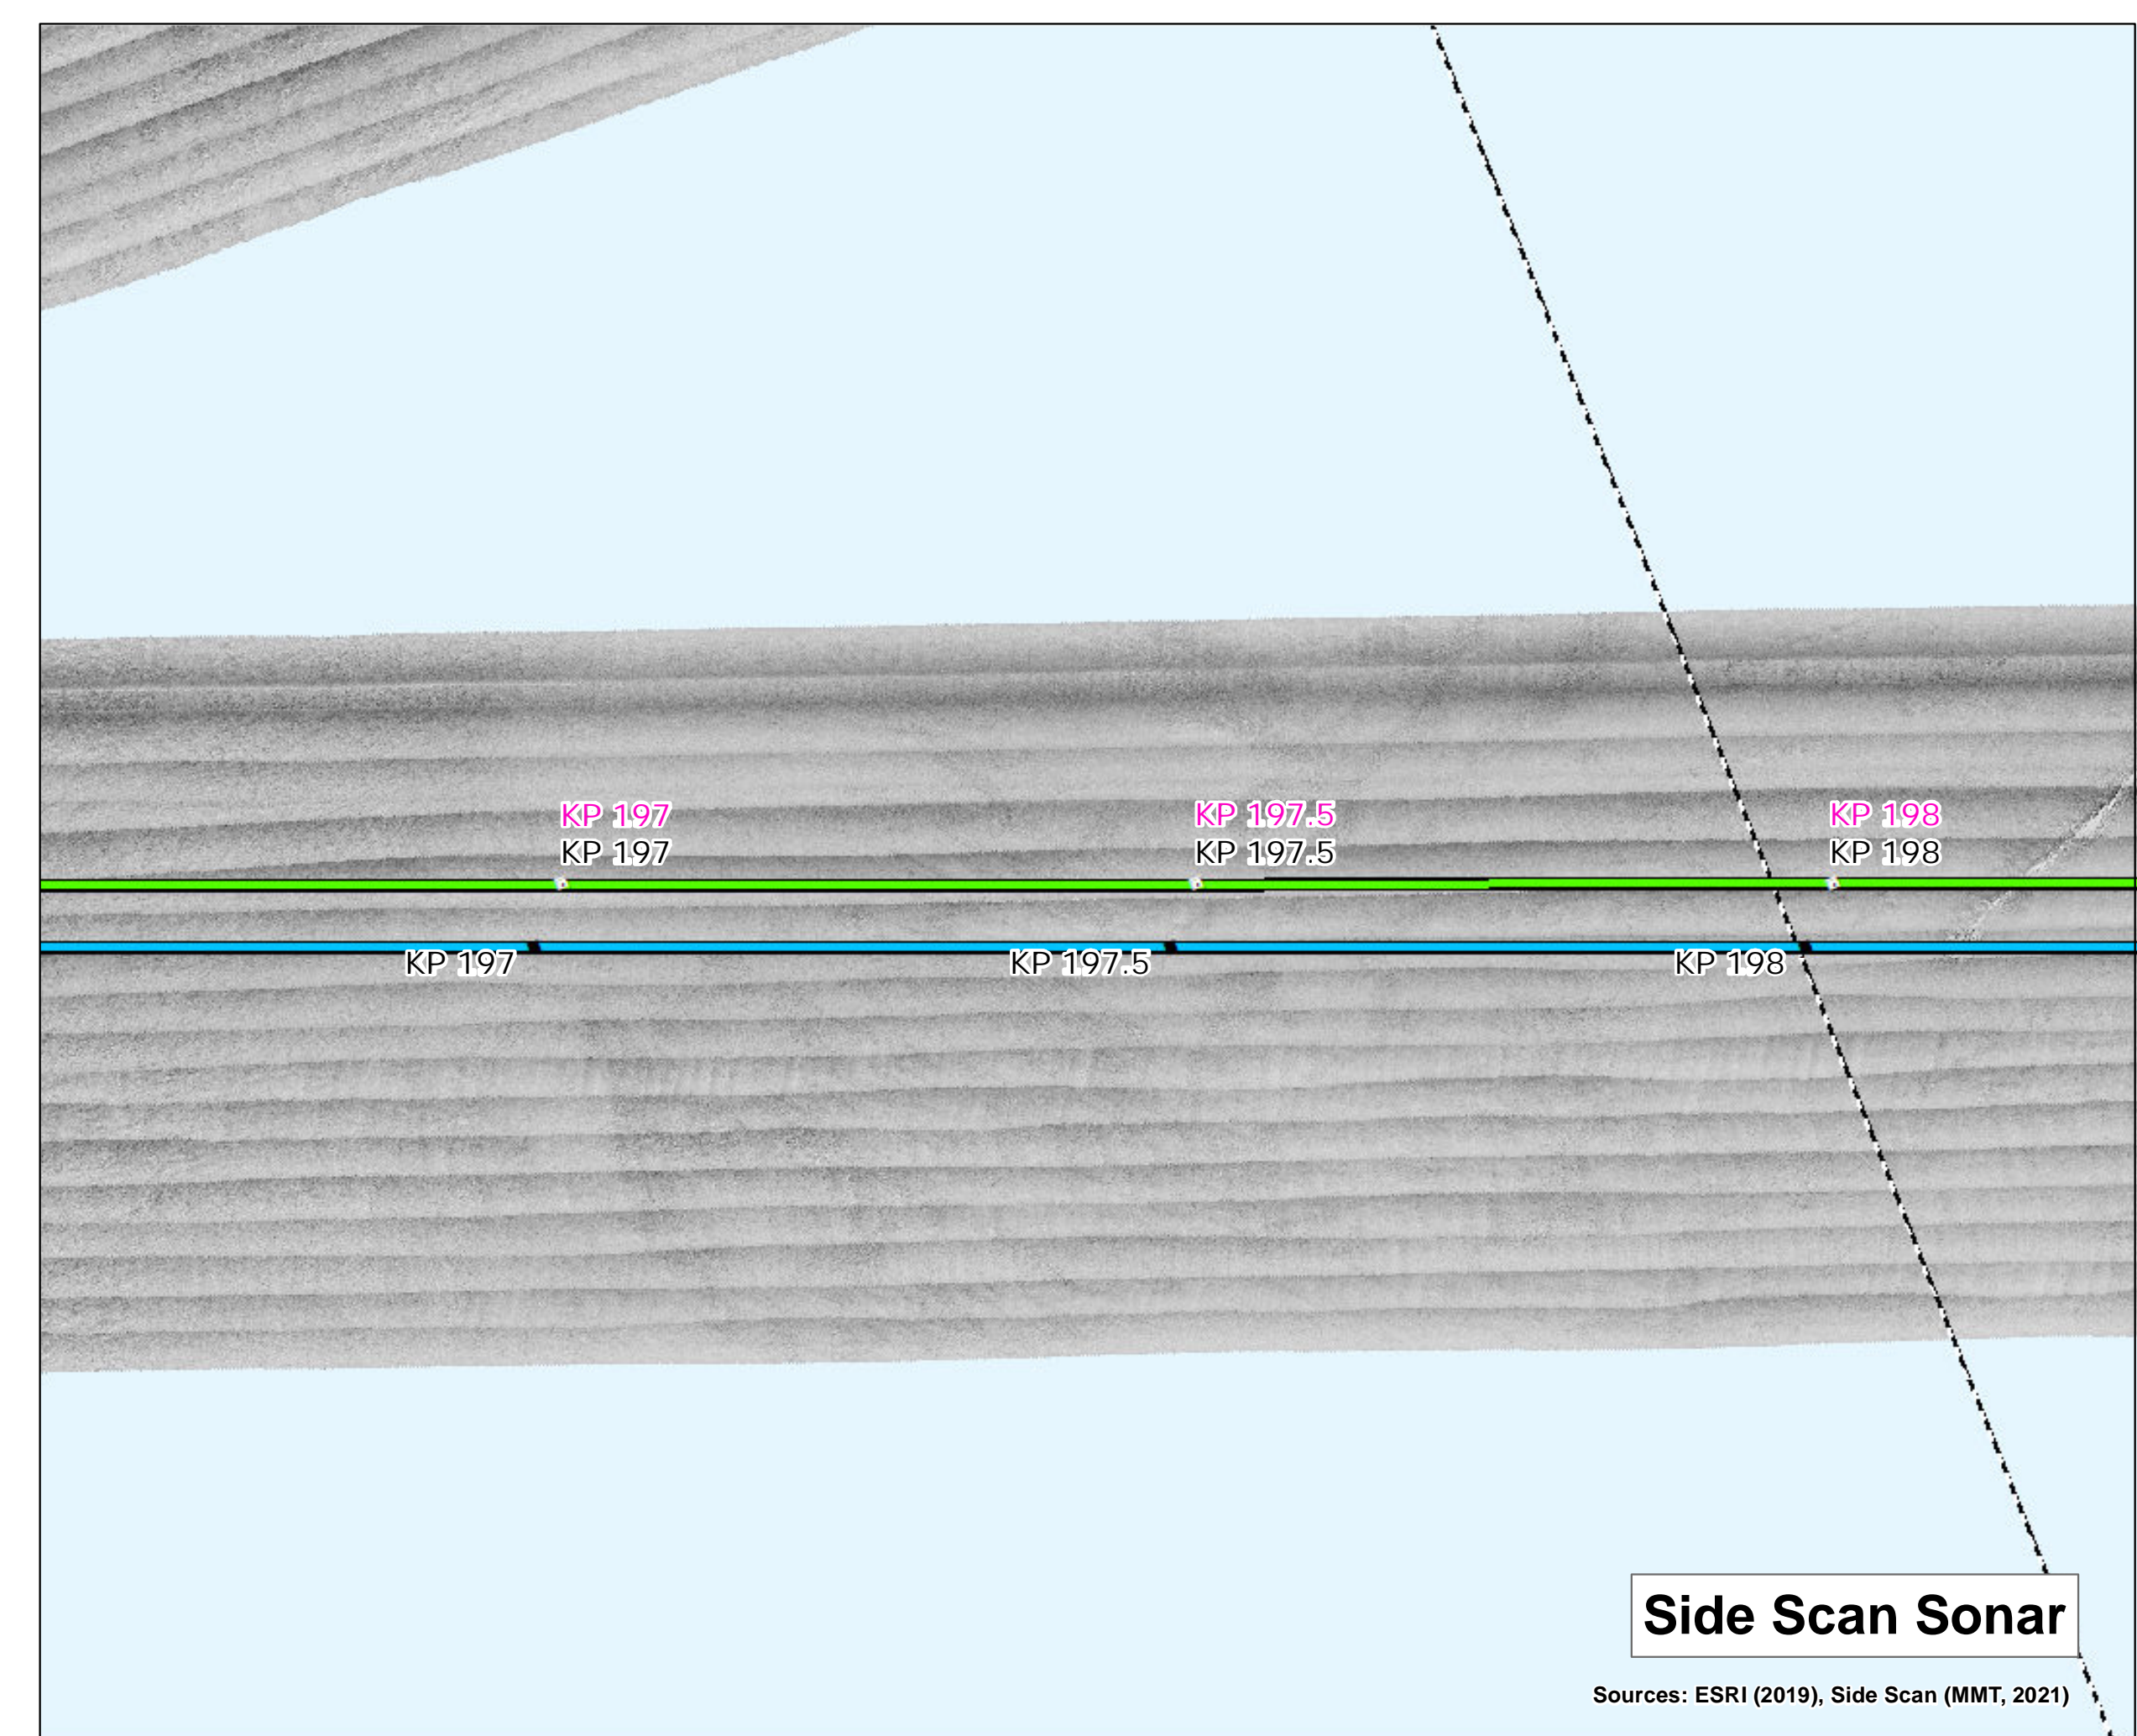 KP 197
KP 197
KP 197.5
KP 197.5
KP 198
KP 198
KP 197
KP 197.5
KP 198
Side Scan Sonar
Sources: ESRI (2019), Side Scan (MMT, 2021)